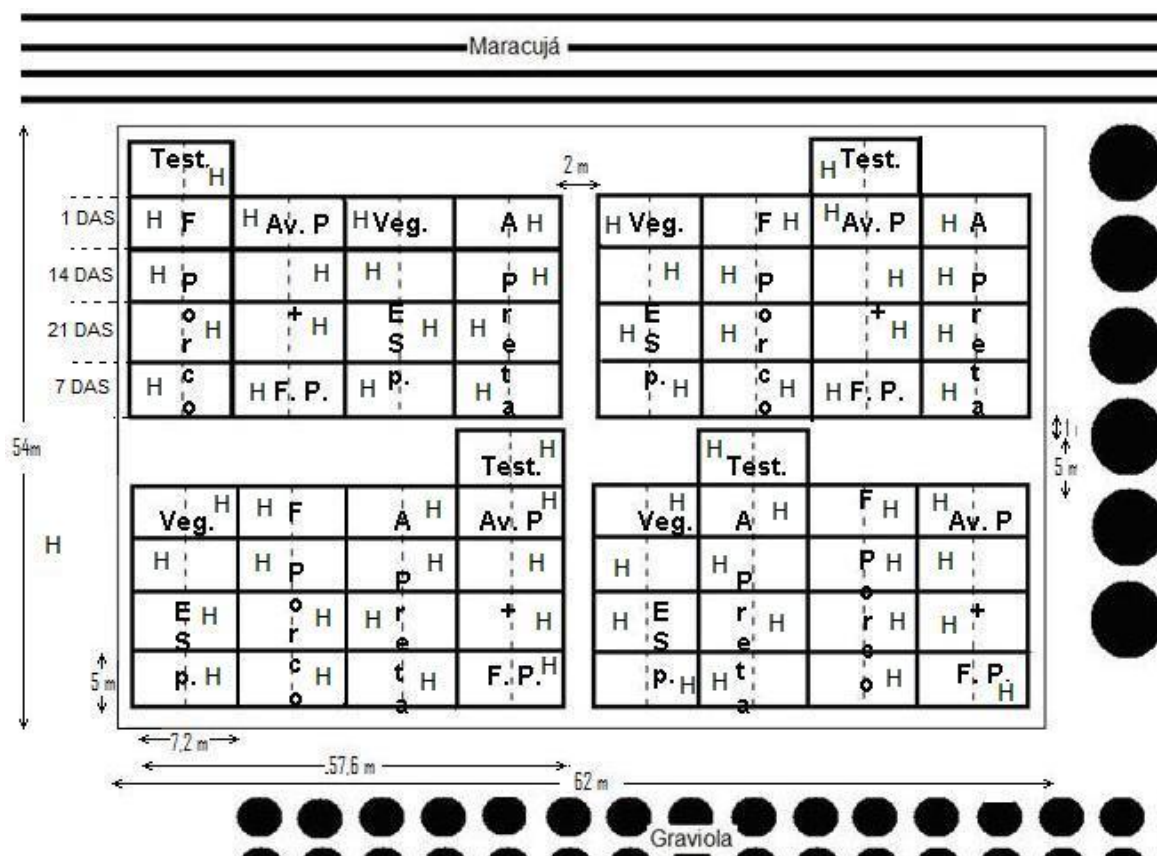 Maracujá
Test. H
H Test.
2 m
1 DAS H F H Av. P H Veg. A H H Veg. F H H Av. P H A
14 DAS H P H H P H H H P H H P
21 DAS H o r + H E S H H r e H E S H o r + H H r e
7 DAS H c o H F. P. H p. H t a p. H c o H F. P. H t a
54m
5 m
Test. H
H Test.
Veg. H H F A H Av. P H Veg. H A H F H H Av. P
H
H H P P H H H H P P H H
E S H o r H H r e + H H E S r e H o r H H +
5 m
p. H c o H t a H F. P. H p. H H t a c o H F. P. H
7,2 m
57,6 m
62 m
Graviola